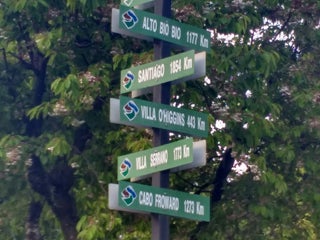 ALTO BIO BIO 1177 Km
SANTIAGO 1854 Km
VILLA O'HIGGINS 443 Km
VILLA SERRANO 1773 Km
CABO FROWARD 1273 Km